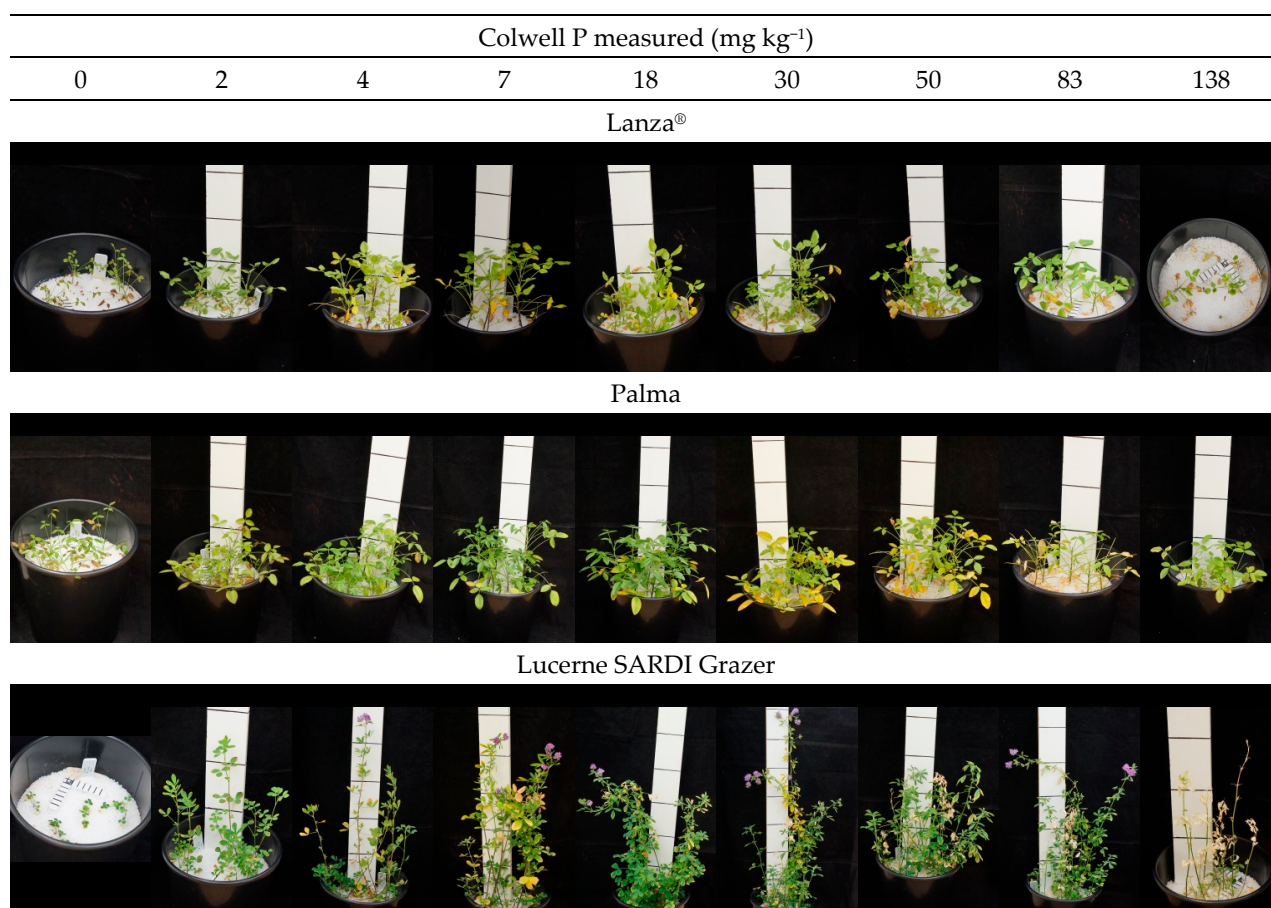 Colwell P measured (mg kg⁻¹)
0 2 4 7 18 30 50 83 138
Lanza®
Palma
Lucerne SARDI Grazer